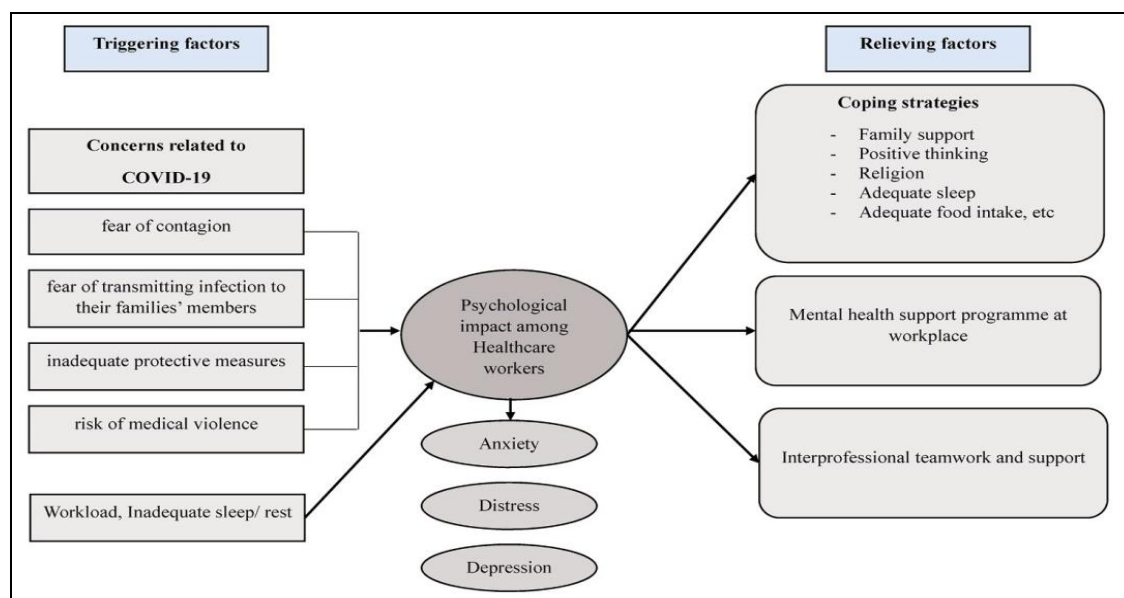 Triggering factors
Concerns related to
COVID-19
fear of contagion
fear of transmitting infection to
their families’ members
inadequate protective measures
risk of medical violence
Workload, Inadequate sleep/ rest
Psychological
impact among
Healthcare
workers
Anxiety
Distress
Depression
Relieving factors
Coping strategies
- Family support
- Positive thinking
- Religion
- Adequate sleep
- Adequate food intake, etc
Mental health support programme at
workplace
Interprofessional teamwork and support